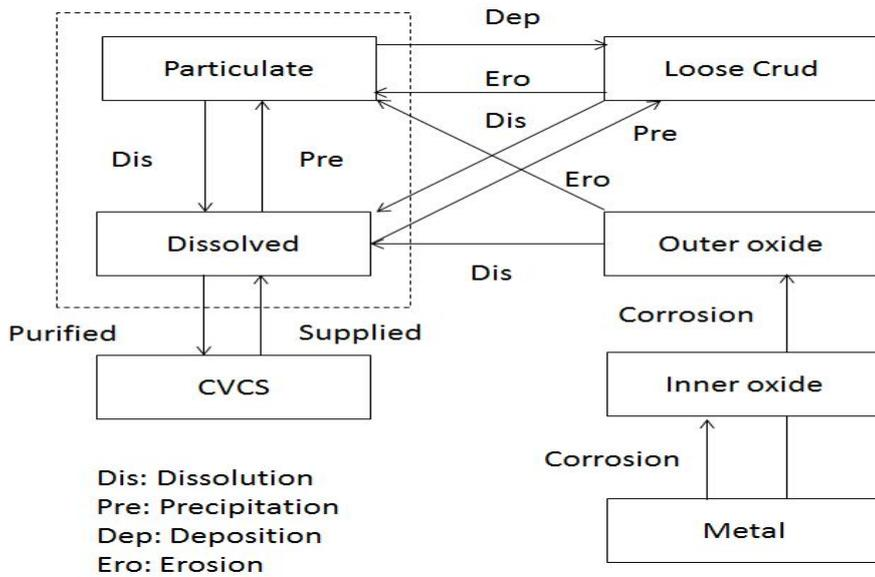 Dep
Particulate
Loose Crud
Ero
Dis
Pre
Dis
Pre
Ero
Dissolved
Outer oxide
Dis
Purified
Supplied
Corrosion
CVCS
Inner oxide
Corrosion
Dis: Dissolution
Pre: Precipitation
Dep: Deposition
Ero: Erosion
Metal